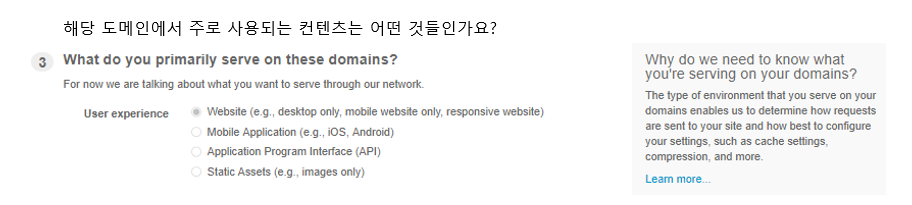 해당 도메인에서 주로 사용되는 컨텐츠는 어떤 것들인가요?
3 What do you primarily serve on these domains?
For now we are talking about what you want to serve through our network.
User experience
Website (e.g., desktop only, mobile website only, responsive website)
Mobile Application (e.g., iOS, Android)
Application Program Interface (API)
Static Assets (e.g., images only)
Why do we need to know what
you're serving on your domains?
The type of environment that you serve on your
domains enables us to determine how requests
are sent to your site and how best to configure
your settings, such as cache settings,
compression, and more.
Learn more...